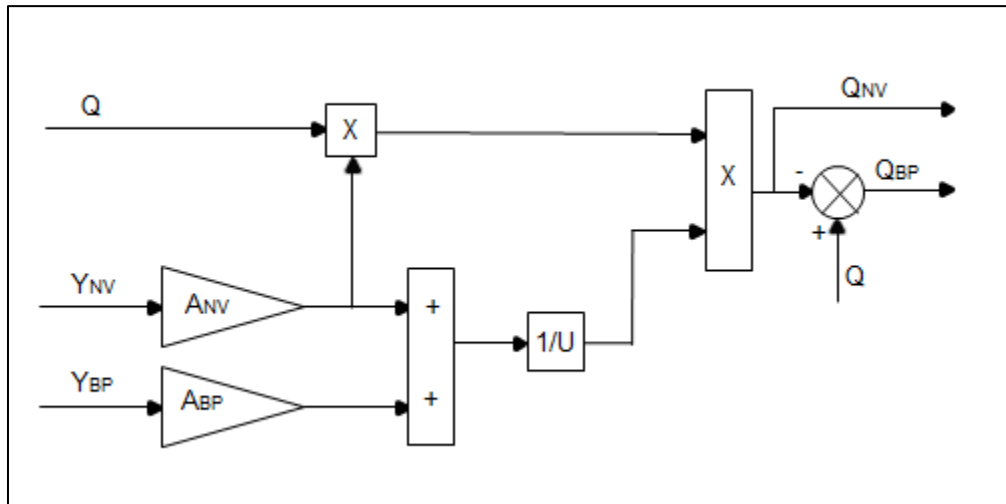 Q
X
QNV
X
-
QBP
+
Q
YNV
ANV
+
1/U
YBP
ABP
+